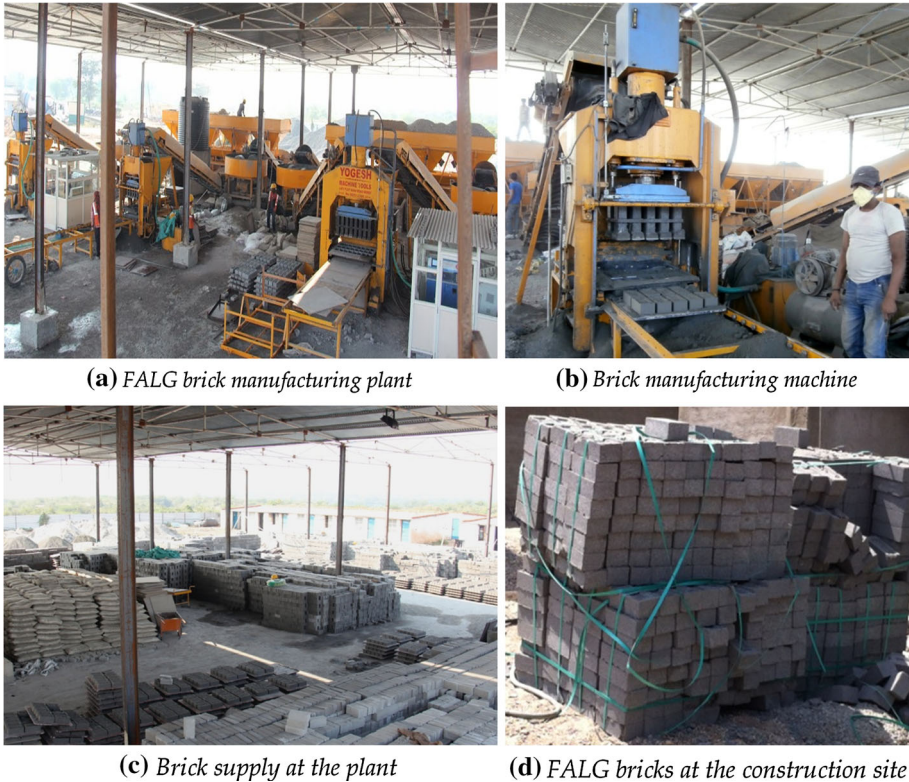 YOGESH
MACHINE TOOLS
(a) FALG brick manufacturing plant
(b) Brick manufacturing machine
(c) Brick supply at the plant
(d) FALG bricks at the construction site